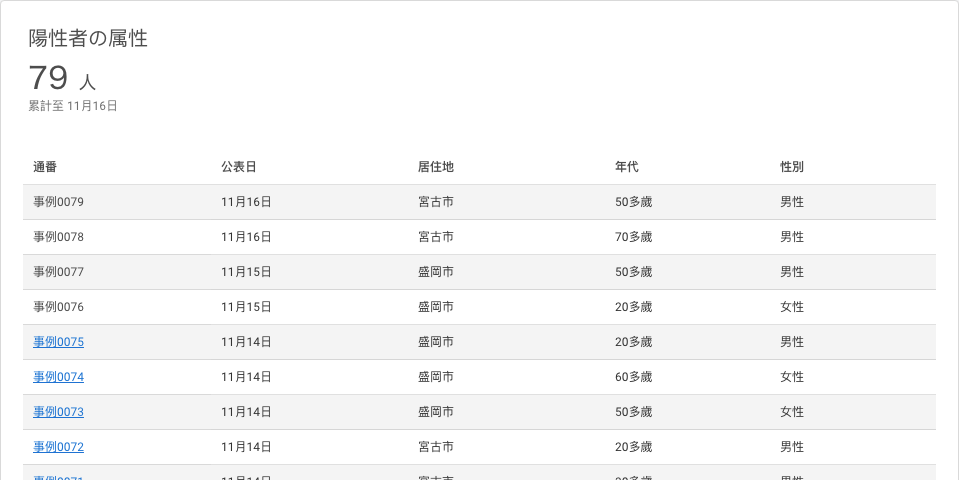 陽性者の属性
79 人
累計至 11月16日
通番 公表日 居住地 年代 性別
事例0079 11月16日 宮古市 50多歳 男性
事例0078 11月16日 宮古市 70多歳 男性
事例0077 11月15日 盛岡市 50多歳 男性
事例0076 11月15日 盛岡市 20多歳 女性
事例0075 11月14日 盛岡市 20多歳 男性
事例0074 11月14日 盛岡市 60多歳 女性
事例0073 11月14日 盛岡市 50多歳 女性
事例0072 11月14日 宮古市 20多歳 男性